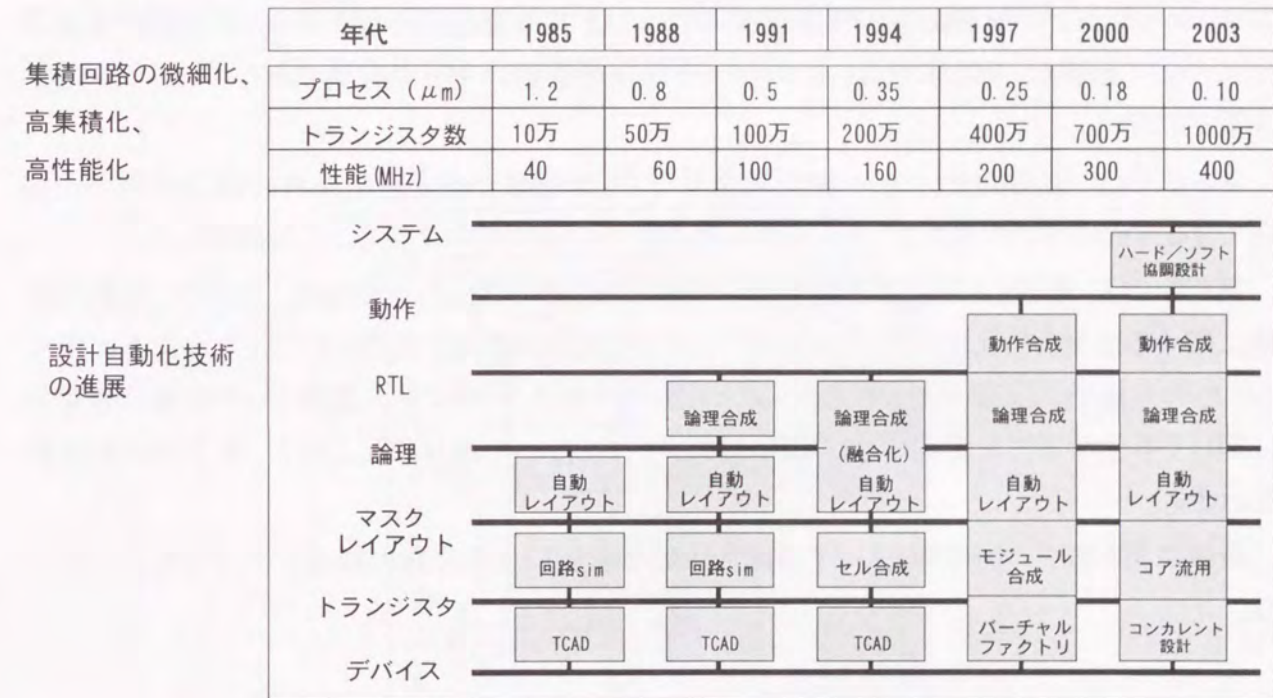 年代 1985 1988 1991 1994 1997 2000 2003
集積回路の微細化、
プロセス（μm） 1.2 0.8 0.5 0.35 0.25 0.18 0.10
高集積化、
トランジスタ数 10万 50万 100万 200万 400万 700万 1000万
高性能化
性能(MHz) 40 60 100 160 200 300 400
システム
ハード／ソフト
協調設計
動作
設計自動化技術
の進展
動作合成 動作合成
RTL
論理合成 論理合成 論理合成 論理合成
論理
(融合化)
自動 自動 自動 自動 自動
レイアウト レイアウト レイアウト レイアウト レイアウト
マスク
レイアウト
回路sim 回路sim セル合成 モジュール
合成 コア流用
トランジスタ
TCAD TCAD TCAD バーチャル
ファクトリ コンカレント
設計
デバイス